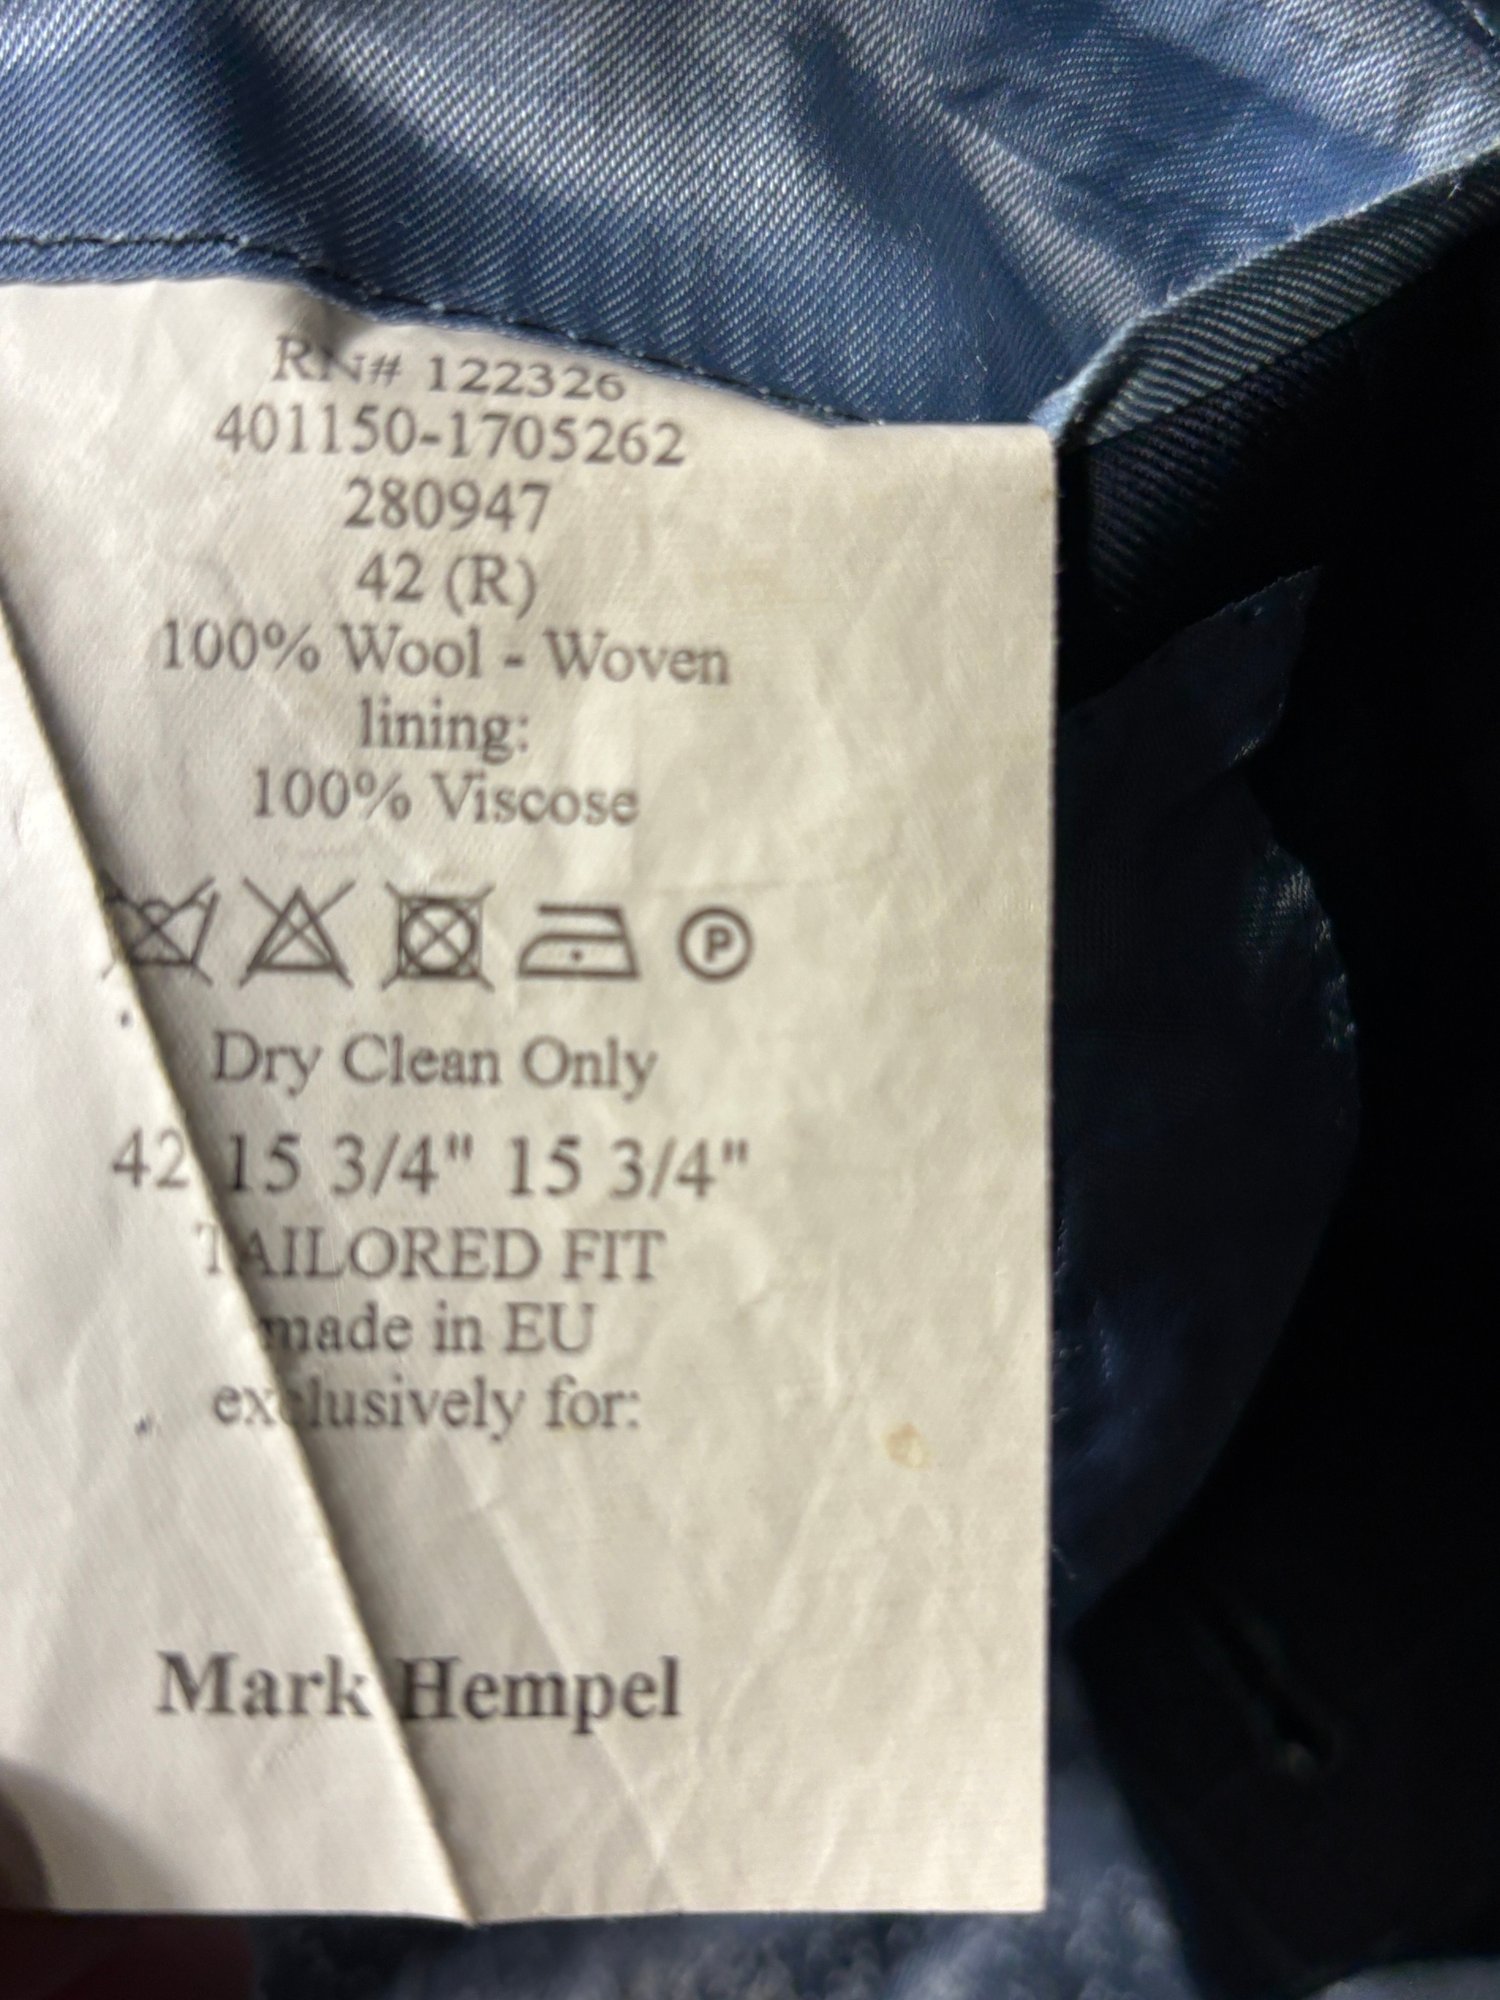 RN# 122326
401150-1705262
280947
42 (R)
100% Wool - Woven
lining:
100% Viscose
P
Dry Clean Only
42 15 3/4" 15 3/4"
TAILORED FIT
made in EU
exclusively for:
Mark Hempel